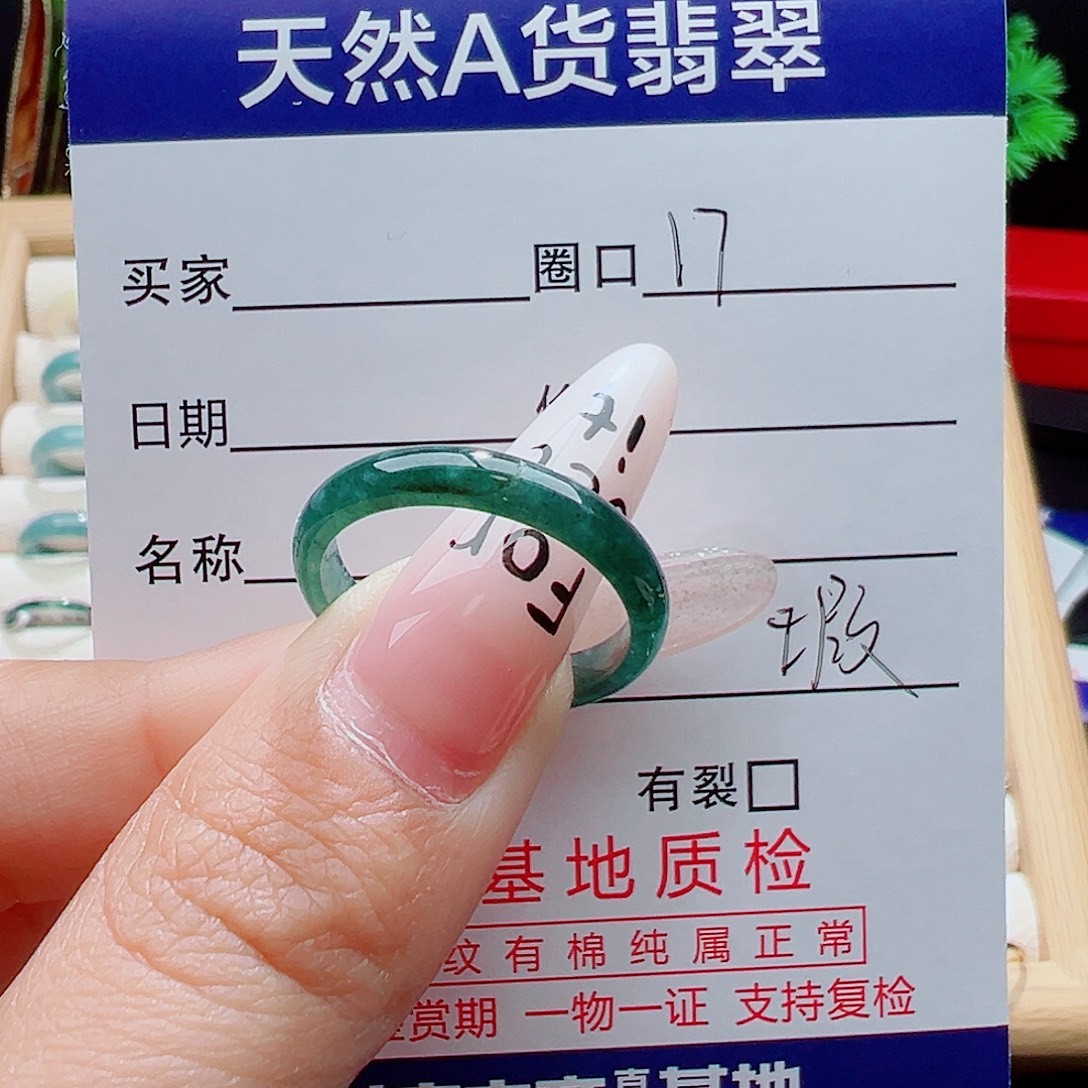 天然A货翡翠
买家 圈口 17
日期
名称
有裂
基地质检
纹有棉纯属正常
赏期 一物一证 支持复检